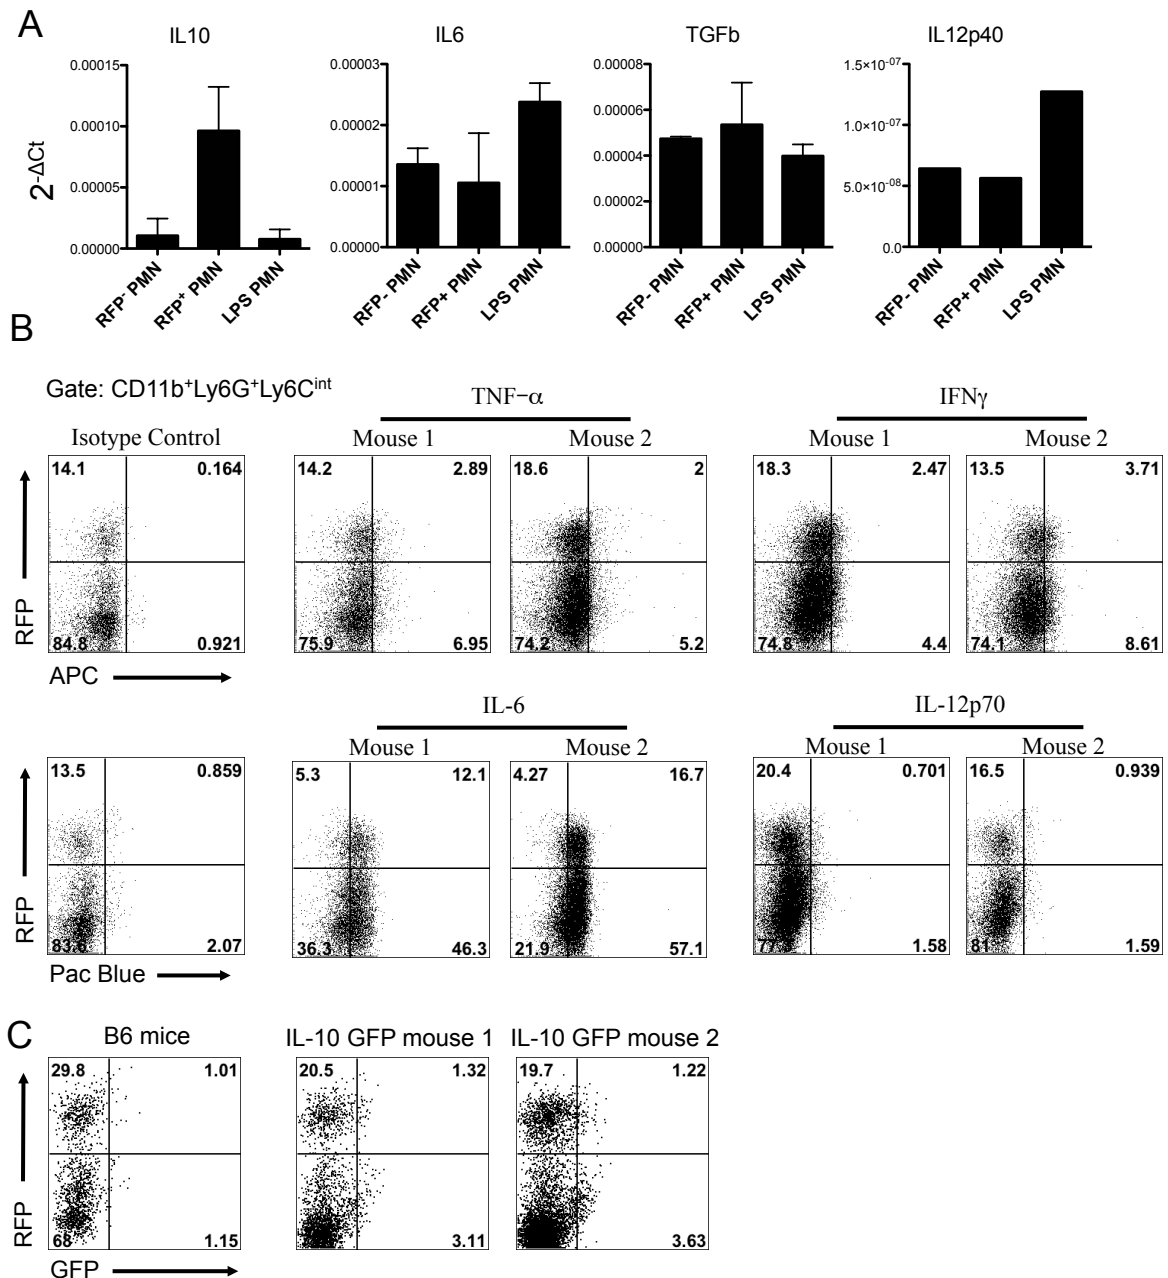 A
IL10 IL6 TGFb IL12p40
2^-ΔCt
0.00015
0.00010
0.00005
0.00000
RFP- PMN
RFP+ PMN
LPS PMN
0.00003
0.00002
0.00001
0.00000
RFP- PMN
RFP+ PMN
LPS PMN
0.00008
0.00006
0.00004
0.00002
0.00000
RFP- PMN
RFP+ PMN
LPS PMN
1.5×10-07
1.0×10-07
5.0×10-08
0.0
RFP- PMN
RFP+ PMN
LPS PMN
B
Gate: CD11b+Ly6G+Ly6Cint
TNF−α IFNγ
Isotype Control Mouse 1 Mouse 2 Mouse 1 Mouse 2
14.1 0.164 14.2 2.89 18.6 2 18.3 2.47 13.5 3.71
RFP
84.8 0.921 75.9 6.95 74.2 5.2 74.8 4.4 74.1 8.61
APC
IL-6 IL-12p70
Mouse 1 Mouse 2 Mouse 1 Mouse 2
13.5 0.859 5.3 12.1 4.27 16.7 20.4 0.701 16.5 0.939
RFP
83.6 2.07 36.3 46.3 21.9 57.1 1.58 81 1.59
Pac Blue
C
B6 mice IL-10 GFP mouse 1 IL-10 GFP mouse 2
29.8 1.01 20.5 1.32 19.7 1.22
RFP
68 1.15 3.11 3.63
GFP